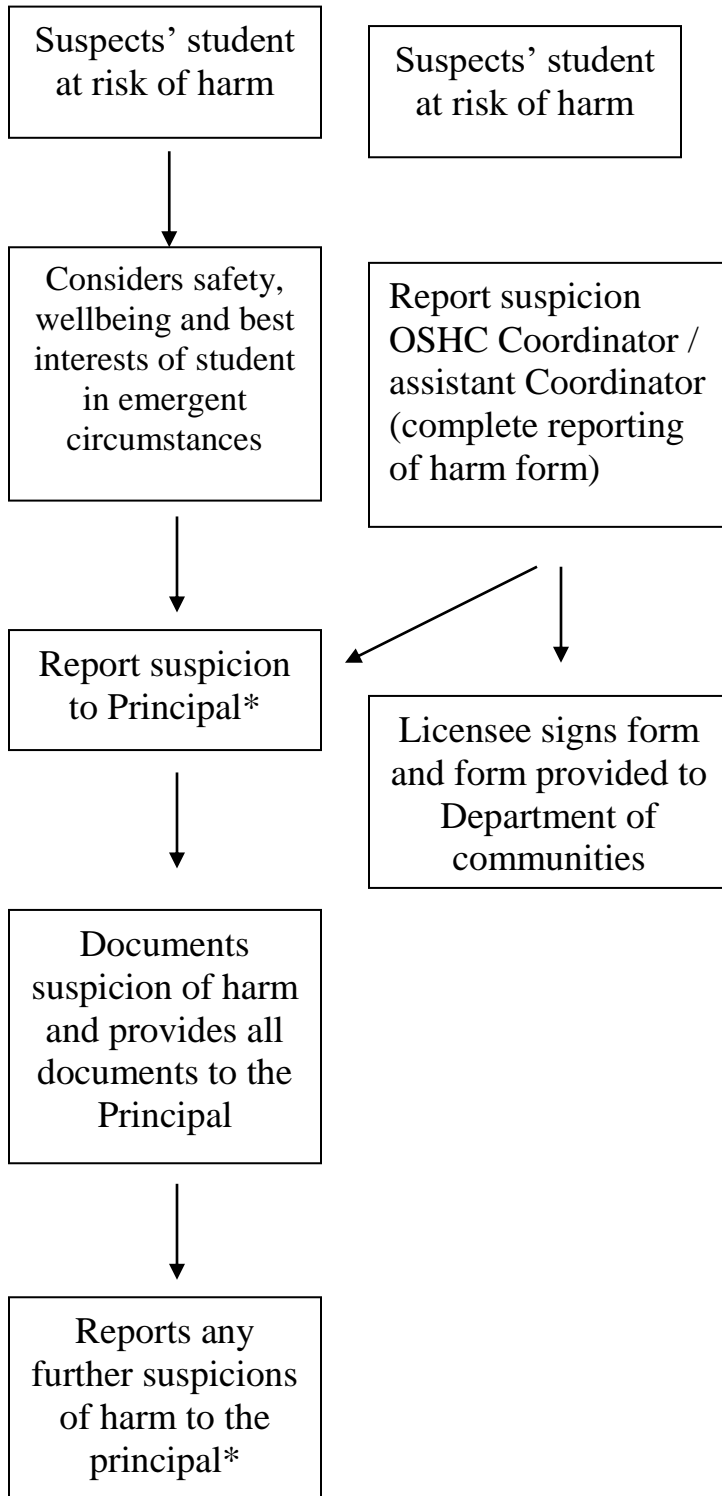 Suspects’ student
at risk of harm
Suspects’ student
at risk of harm
Considers safety,
wellbeing and best
interests of student
in emergent
circumstances
Report suspicion
OSHC Coordinator /
assistant Coordinator
(complete reporting
of harm form)
Report suspicion
to Principal*
Licensee signs form
and form provided to
Department of
communities
Documents
suspicion of harm
and provides all
documents to the
Principal
Reports any
further suspicions
of harm to the
principal*